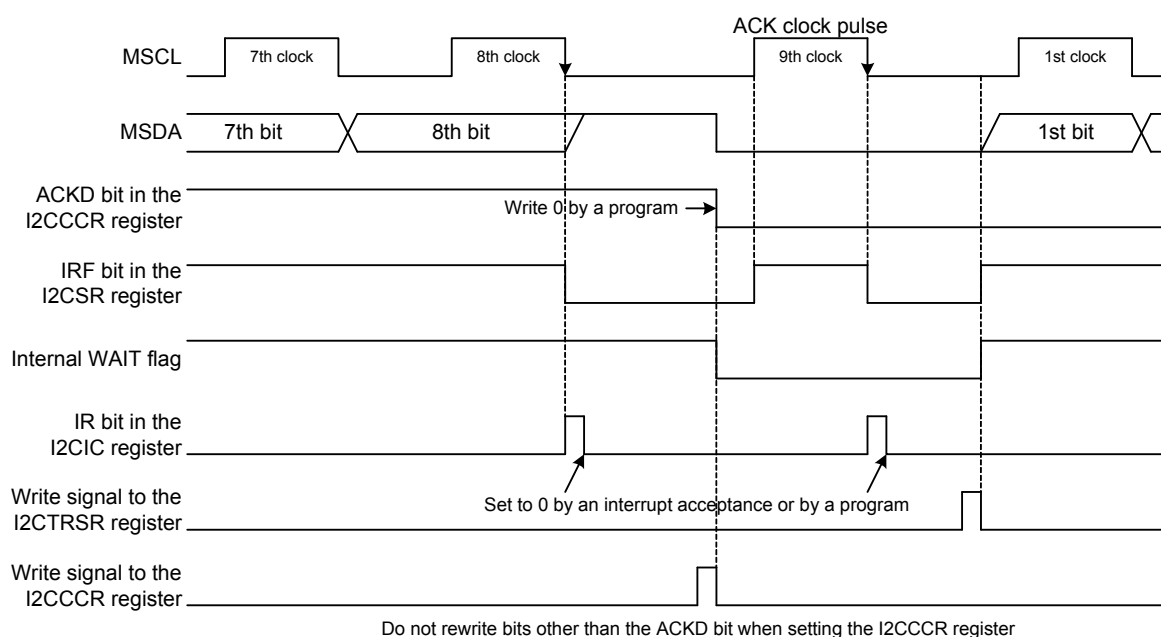 ACK clock pulse
MSCL
7th clock
8th clock
9th clock
1st clock
MSDA
7th bit
8th bit
1st bit
ACKD bit in the
I2CCCR register
Write 0 by a program
IRF bit in the
I2CSR register
Internal WAIT flag
IR bit in the
I2CIC register
Set to 0 by an interrupt acceptance or by a program
Write signal to the
I2CTRSR register
Write signal to the
I2CCCR register
Do not rewrite bits other than the ACKD bit when setting the I2CCCR register